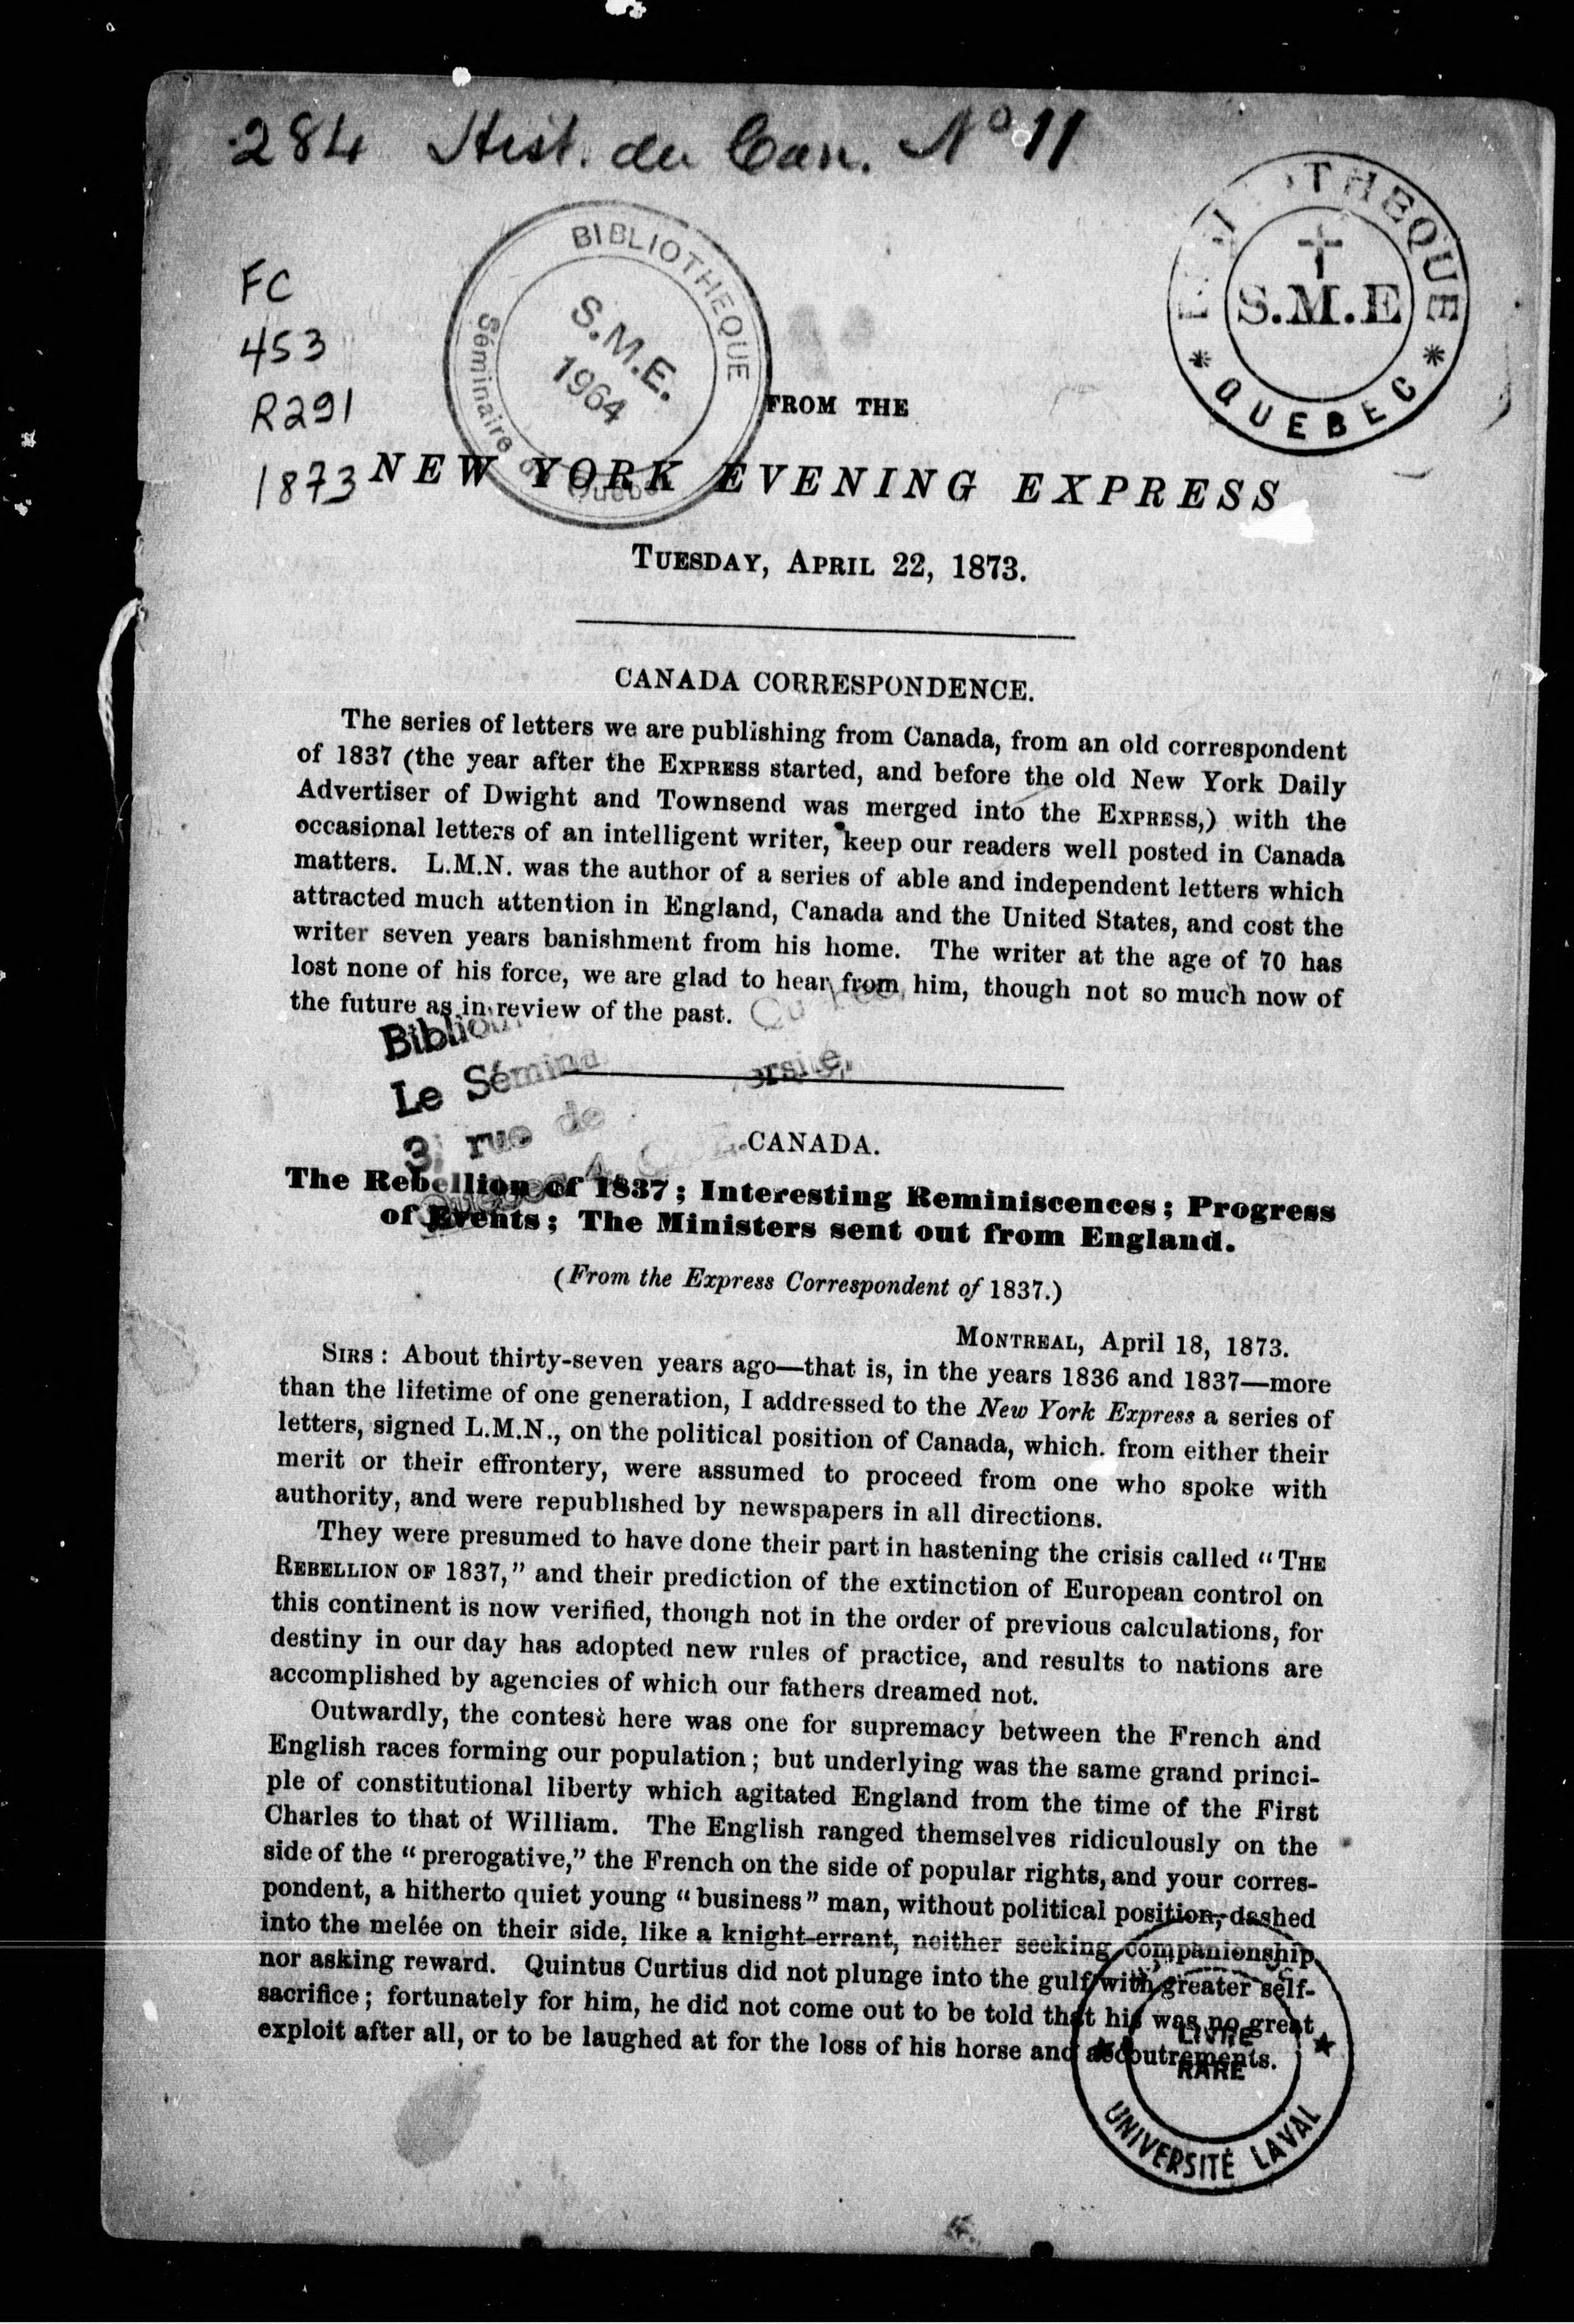 284 Hist. du Can. No 11
BIBLIOTHEQUE
S.M.E.
1964
Séminaire
THEQUE
S.M.E
QUEBEC
FC
453
R291
1873
FROM THE
NEW YORK EVENING EXPRESS
TUESDAY, APRIL 22, 1873.
CANADA CORRESPONDENCE.
The series of letters we are publishing from Canada, from an old correspondent
of 1837 (the year after the EXPRESS started, and before the old New York Daily
Advertiser of Dwight and Townsend was merged into the EXPRESS,) with the
occasional letters of an intelligent writer, keep our readers well posted in Canada
matters. L.M.N. was the author of a series of able and independent letters which
attracted much attention in England, Canada and the United States, and cost the
writer seven years banishment from his home. The writer at the age of 70 has
lost none of his force, we are glad to hear from him, though not so much now of
the future as in review of the past.
Le Sémina
3, rue de
CANADA.
The Rebellion of 1837; Interesting Reminiscences; Progress
of Events; The Ministers sent out from England.
(From the Express Correspondent of 1837.)
MONTREAL, April 18, 1873.
SIRS: About thirty-seven years ago—that is, in the years 1836 and 1837—more
than the lifetime of one generation, I addressed to the New York Express a series of
letters, signed L.M.N., on the political position of Canada, which. from either their
merit or their effrontery, were assumed to proceed from one who spoke with
authority, and were republished by newspapers in all directions.
They were presumed to have done their part in hastening the crisis called "THE
REBELLION OF 1837," and their prediction of the extinction of European control on
this continent is now verified, though not in the order of previous calculations, for
destiny in our day has adopted new rules of practice, and results to nations are
accomplished by agencies of which our fathers dreamed not.
Outwardly, the contest here was one for supremacy between the French and
English races forming our population; but underlying was the same grand princi-
ple of constitutional liberty which agitated England from the time of the First
Charles to that of William. The English ranged themselves ridiculously on the
side of the "prerogative," the French on the side of popular rights, and your corres-
pondent, a hitherto quiet young "business" man, without political position, dashed
into the melée on their side, like a knight-errant, neither seeking companionship
nor asking reward. Quintus Curtius did not plunge into the gulf with greater self-
sacrifice; fortunately for him, he did not come out to be told that his was no great
exploit after all, or to be laughed at for the loss of his horse and accoutrements.
LIVRE
RARE
UNIVERSITÉ LAVAL